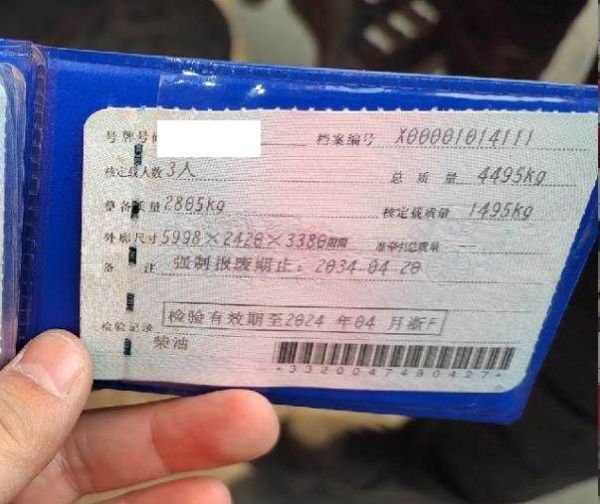 号牌号码 档案编号 X00001014111
核定载人数 3人 总质量 4495kg
整备质量 2805kg 核定载质量 1495kg
外廓尺寸 5998×2420×3380mm 准牵引总质量 --
备注 强制报废期止：2034-04-20
检验有效期至2024 年04 月浙F
检验记录
柴油
*3320047480427*